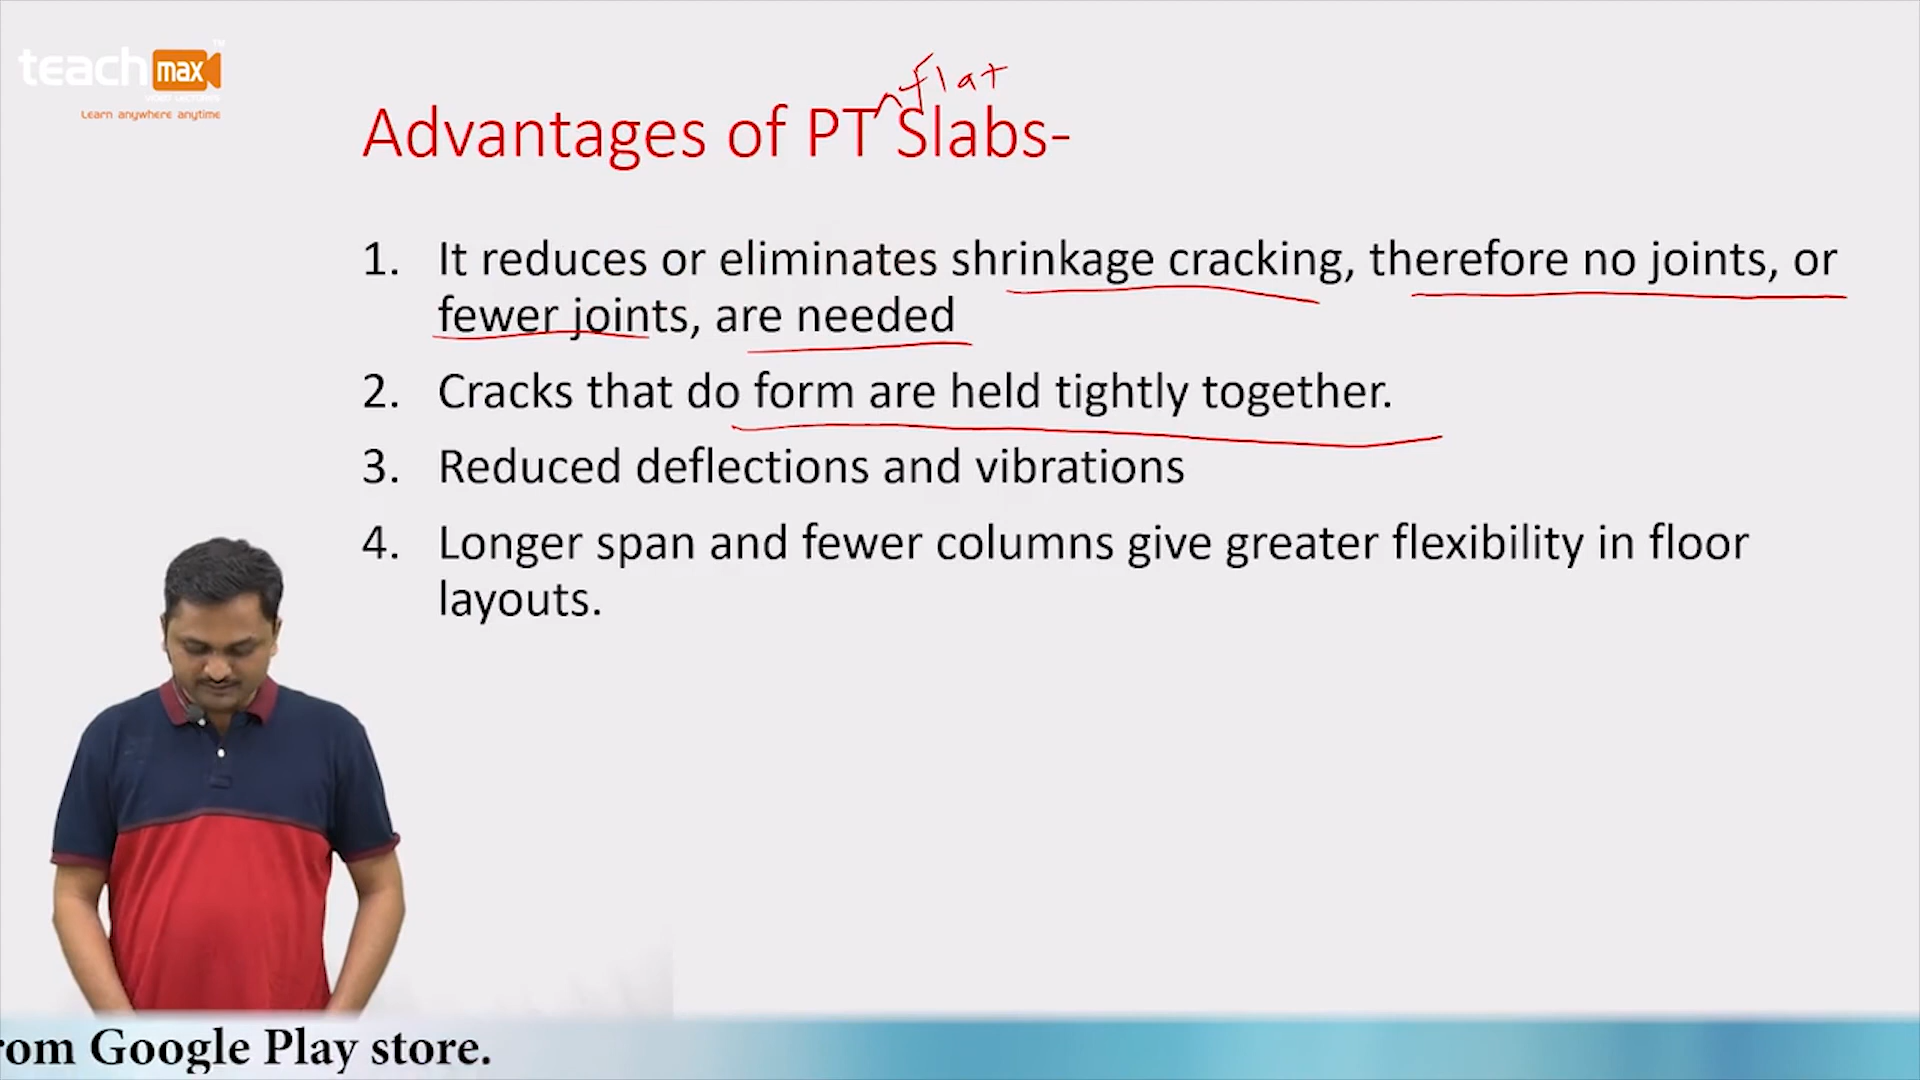 teach max
TM
Learn anywhere anytime
flat
Advantages of PT Slabs-
1. It reduces or eliminates shrinkage cracking, therefore no joints, or
fewer joints, are needed
2. Cracks that do form are held tightly together.
3. Reduced deflections and vibrations
4. Longer span and fewer columns give greater flexibility in floor
layouts.
rom Google Play store.